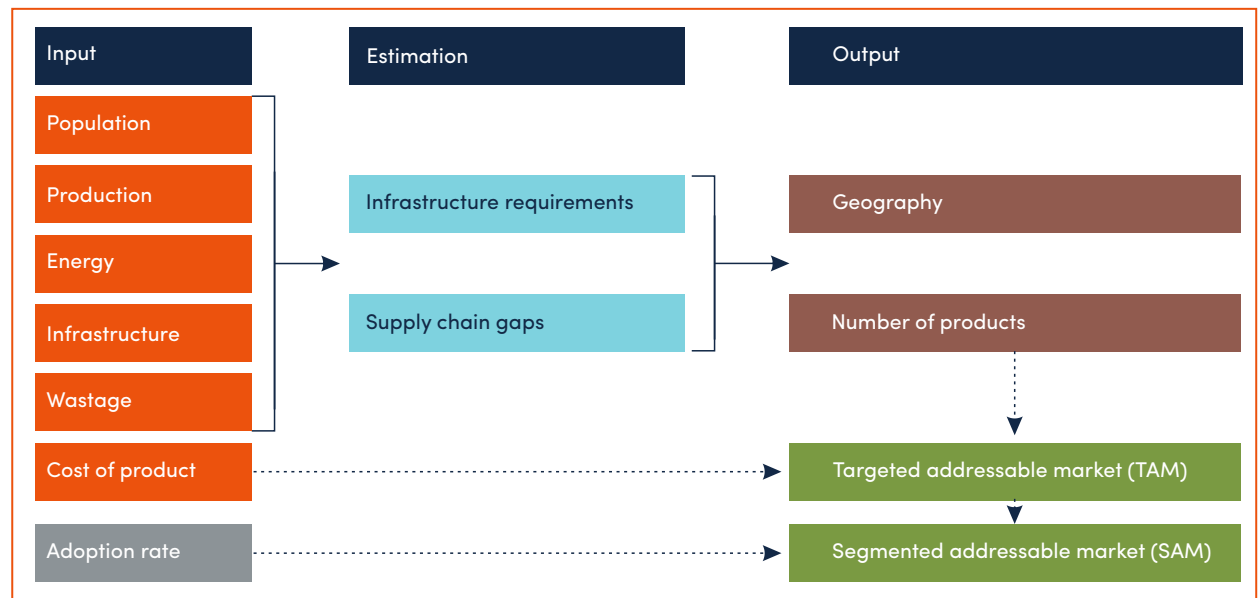 Input
Estimation
Output
Population
Production
Infrastructure requirements
Geography
Energy
Infrastructure
Supply chain gaps
Number of products
Wastage
Cost of product
Targeted addressable market (TAM)
Adoption rate
Segmented addressable market (SAM)